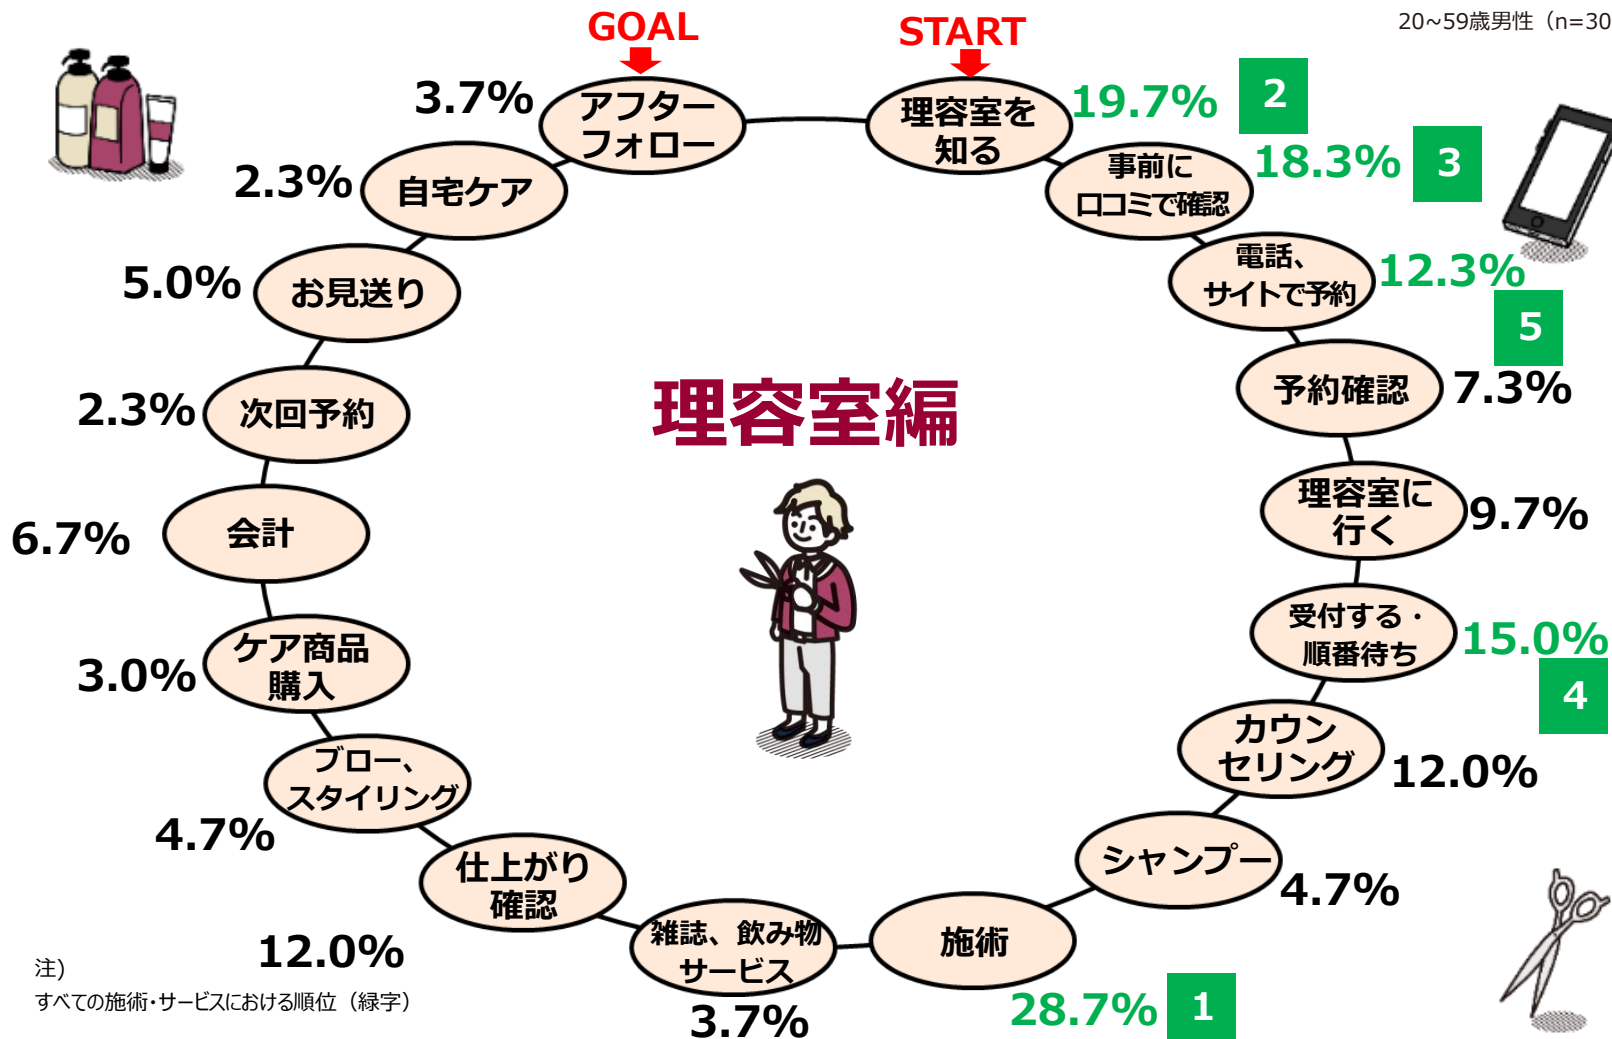 20~59歳男性（n=30
GOAL
START
アフター
フォロー
3.7%
理容室を
知る
19.7%
2
事前に
口コミで確認
18.3%
3
電話、
サイトで予約
12.3%
5
予約確認
7.3%
理容室に
行く
9.7%
受付する・
順番待ち
15.0%
4
カウン
セリング
12.0%
シャンプー
4.7%
施術
28.7%
1
雑誌、飲み物
サービス
3.7%
仕上がり
確認
12.0%
ブロー、
スタイリング
4.7%
ケア商品
購入
3.0%
会計
6.7%
次回予約
2.3%
お見送り
5.0%
自宅ケア
2.3%
理容室編
注)
すべての施術・サービスにおける順位（緑字）